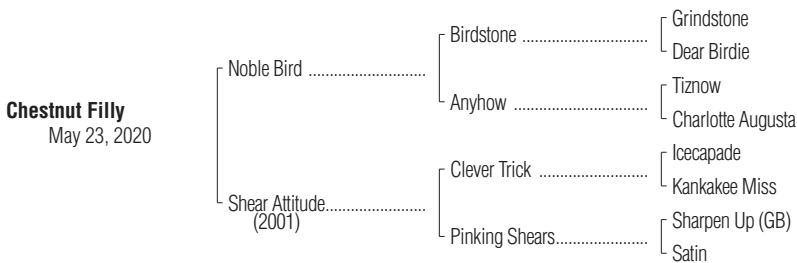 Chestnut Filly
May 23, 2020
Noble Bird ............................
Shear Attitude........................
(2001)
Birdstone ..............................
Anyhow ................................
Clever Trick ..........................
Pinking Shears......................
Grindstone
Dear Birdie
Tiznow
Charlotte Augusta
Icecapade
Kankakee Miss
Sharpen Up (GB)
Satin